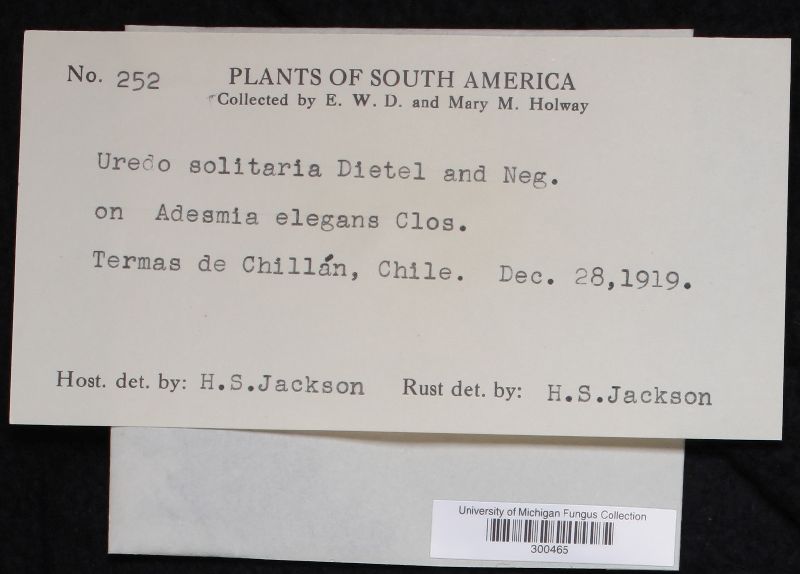 No. 252
PLANTS OF SOUTH AMERICA
Collected by E. W. D. and Mary M. Holway
Uredo solitaria Dietel and Neg.
on Adesmia elegans Clos.
Termas de Chillán, Chile. Dec. 28,1919.
Host. det. by: H.S.Jackson Rust det. by: H.S.Jackson
University of Michigan Fungus Collection
300465